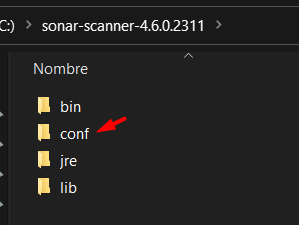 C:) > sonar-scanner-4.6.0.2311 >
Nombre
bin
conf
jre
lib